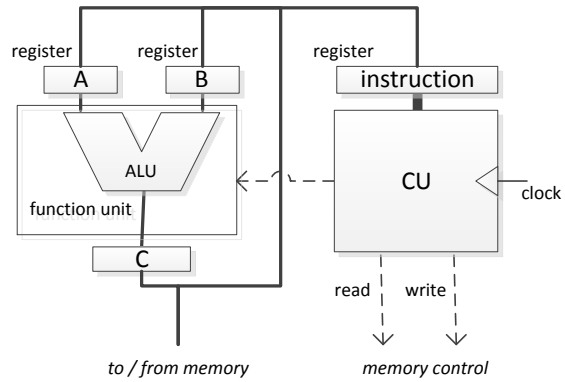 register
register
register
A
B
instruction
ALU
CU
function unit
clock
C
read
write
to / from memory
memory control